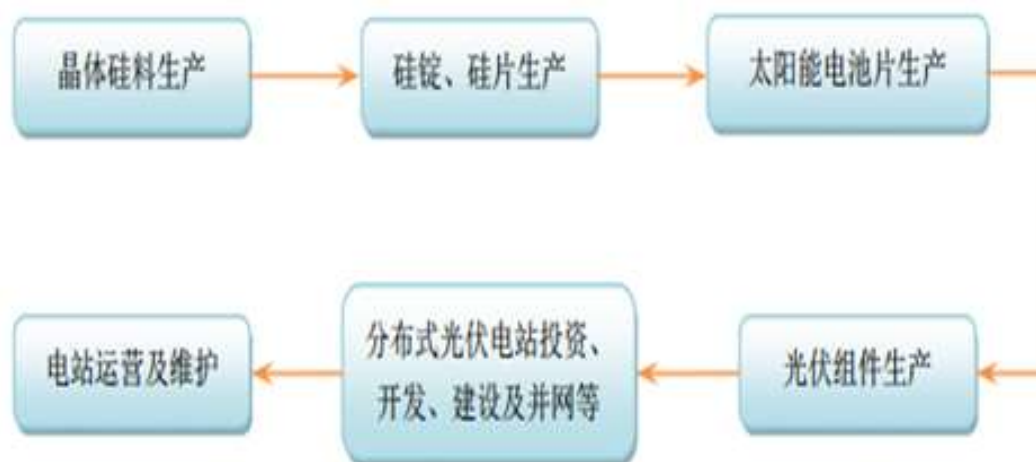 晶体硅料生产
硅锭、硅片生产
太阳能电池片生产
光伏组件生产
分布式光伏电站投资、
开发、建设及并网等
电站运营及维护